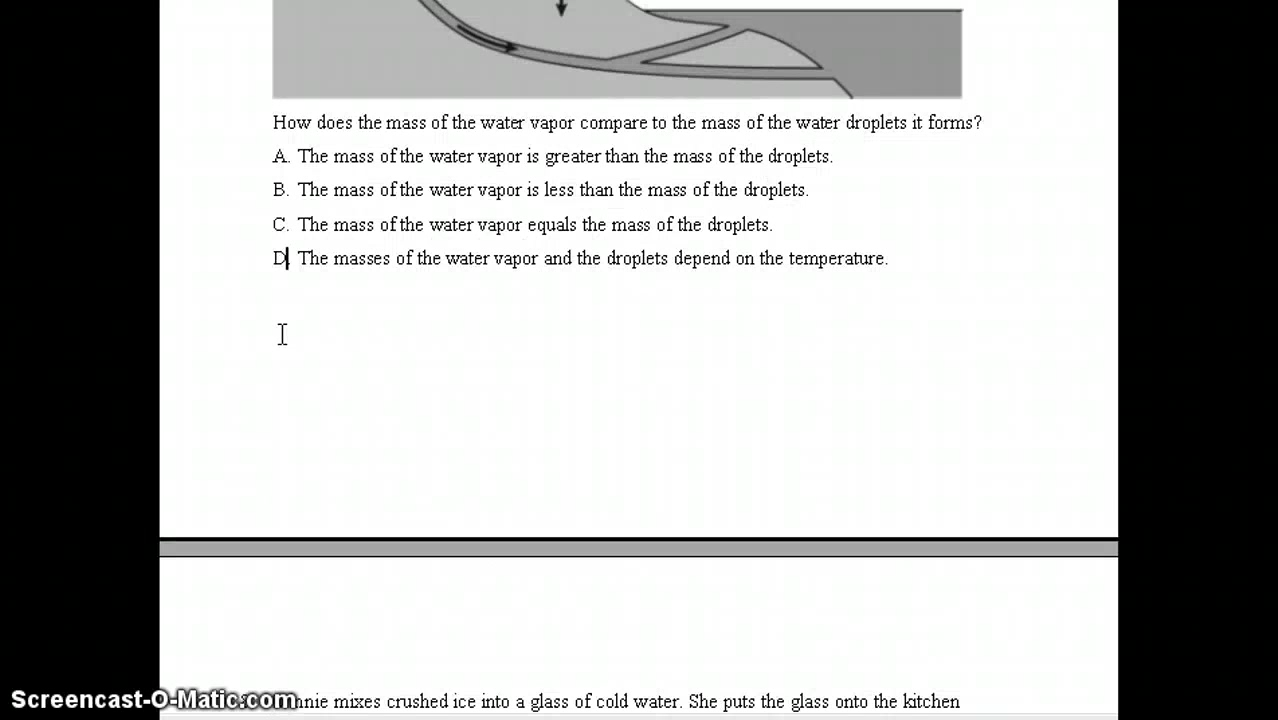 How does the mass of the water vapor compare to the mass of the water droplets it forms?
A. The mass of the water vapor is greater than the mass of the droplets.
B. The mass of the water vapor is less than the mass of the droplets.
C. The mass of the water vapor equals the mass of the droplets.
D. The masses of the water vapor and the droplets depend on the temperature.
mixes crushed ice into a glass of cold water. She puts the glass onto the kitchen
Screencast-O-Matic.com